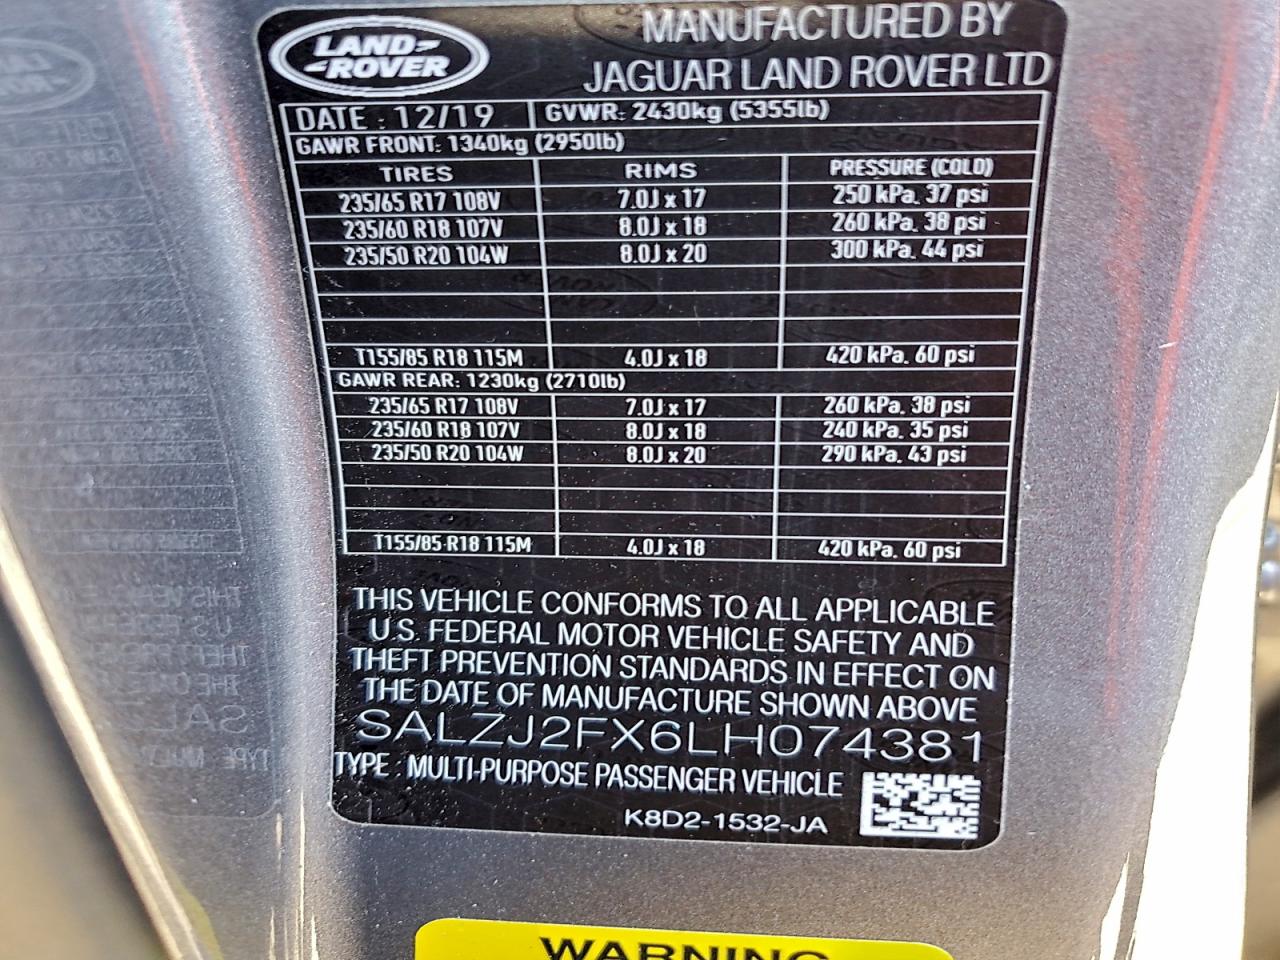 LAND-
-ROVER
MANUFACTURED BY
JAGUAR LAND ROVER LTD
DATE : 12/19 GVWR: 2430kg (5355lb)
GAWR FRONT: 1340kg (2950lb)
TIRES RIMS PRESSURE (COLD)
235/65 R17 108V 7.0J x 17 250 kPa. 37 psi
235/60 R18 107V 8.0J x 18 260 kPa. 38 psi
235/50 R20 104W 8.0J x 20 300 kPa. 44 psi
T155/85 R18 115M 4.0J x 18 420 kPa. 60 psi
GAWR REAR: 1230kg (2710lb)
235/65 R17 108V 7.0J x 17 260 kPa. 38 psi
235/60 R18 107V 8.0J x 18 240 kPa. 35 psi
235/50 R20 104W 8.0J x 20 290 kPa. 43 psi
T155/85 R18 115M 4.0J x 18 420 kPa. 60 psi
THIS VEHICLE CONFORMS TO ALL APPLICABLE
U.S. FEDERAL MOTOR VEHICLE SAFETY AND
THEFT PREVENTION STANDARDS IN EFFECT ON
THE DATE OF MANUFACTURE SHOWN ABOVE
SALZJ2FX6LH074381
TYPE : MULTI-PURPOSE PASSENGER VEHICLE
K8D2-1532-JA
WARNING